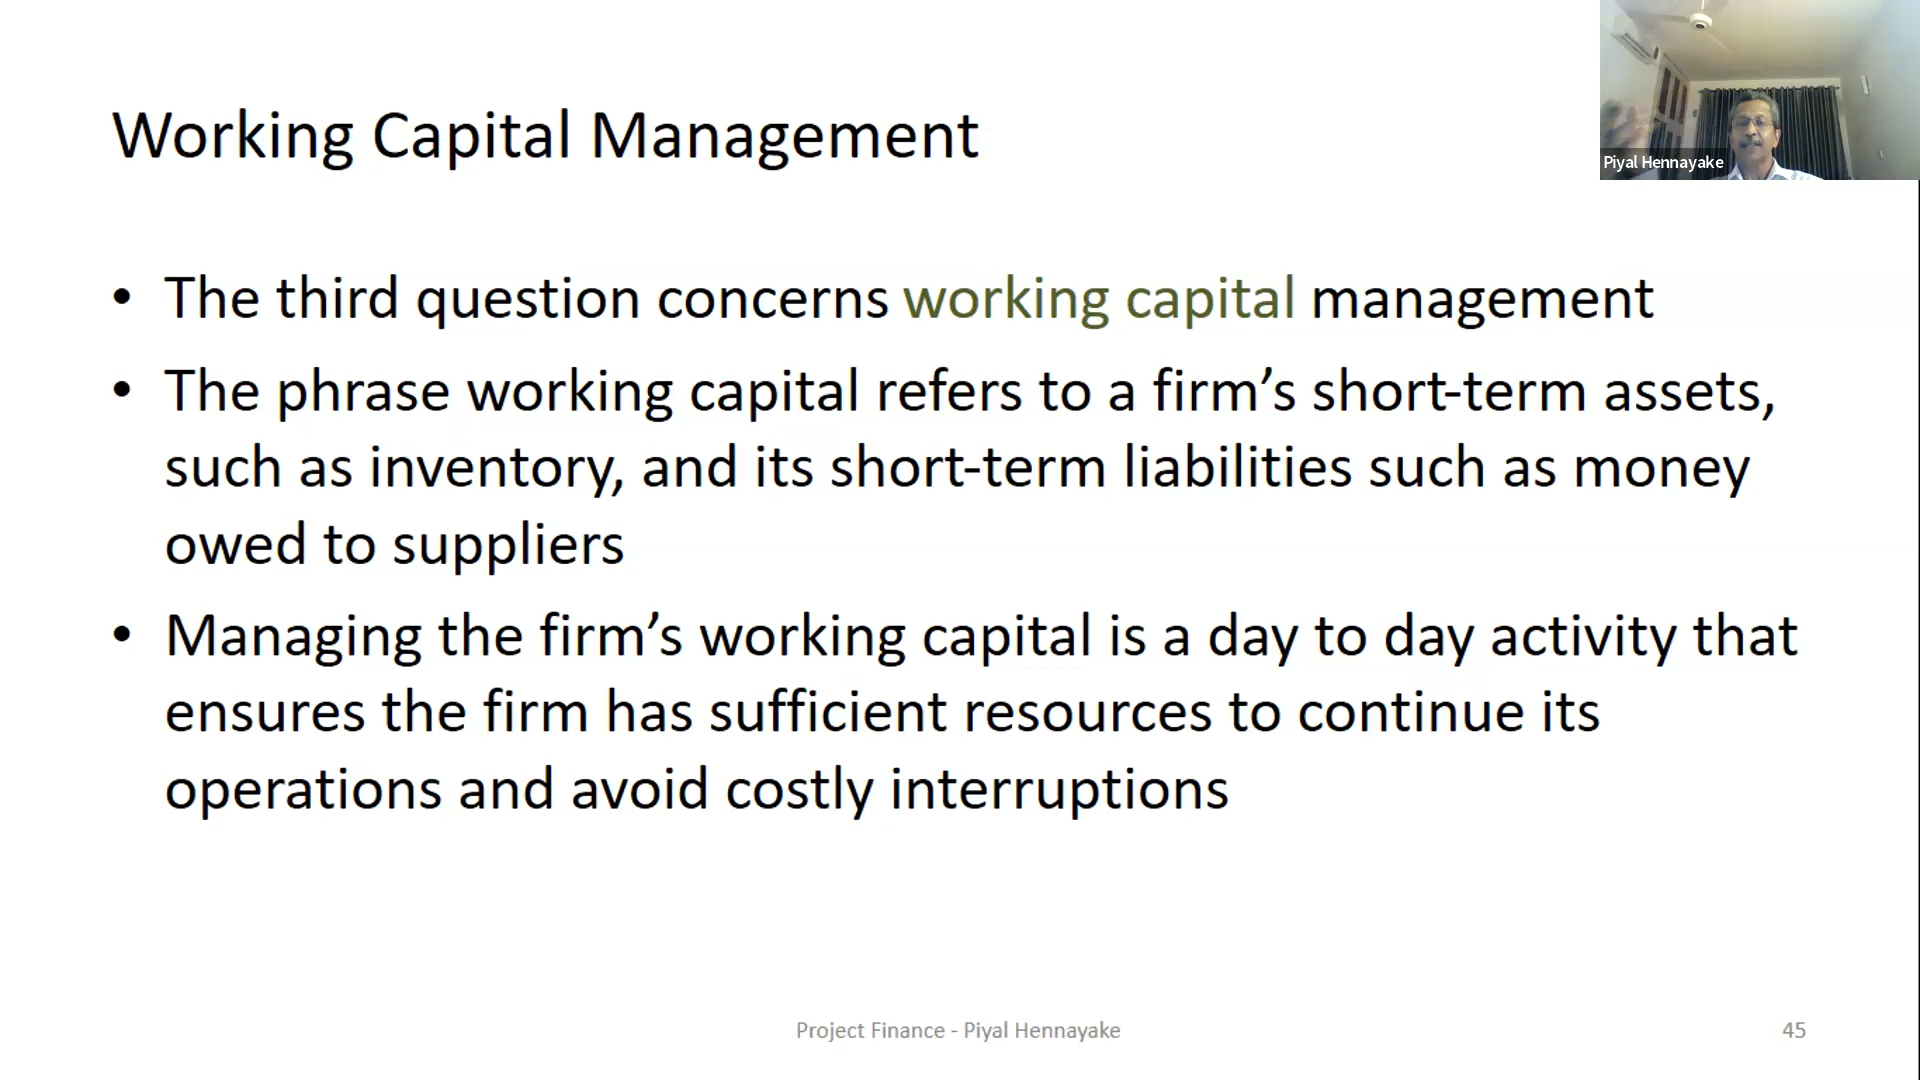 Working Capital Management
Piyal Hennayake
• The third question concerns working capital management
• The phrase working capital refers to a firm’s short-term assets,
such as inventory, and its short-term liabilities such as money
owed to suppliers
• Managing the firm’s working capital is a day to day activity that
ensures the firm has sufficient resources to continue its
operations and avoid costly interruptions
Project Finance - Piyal Hennayake
45